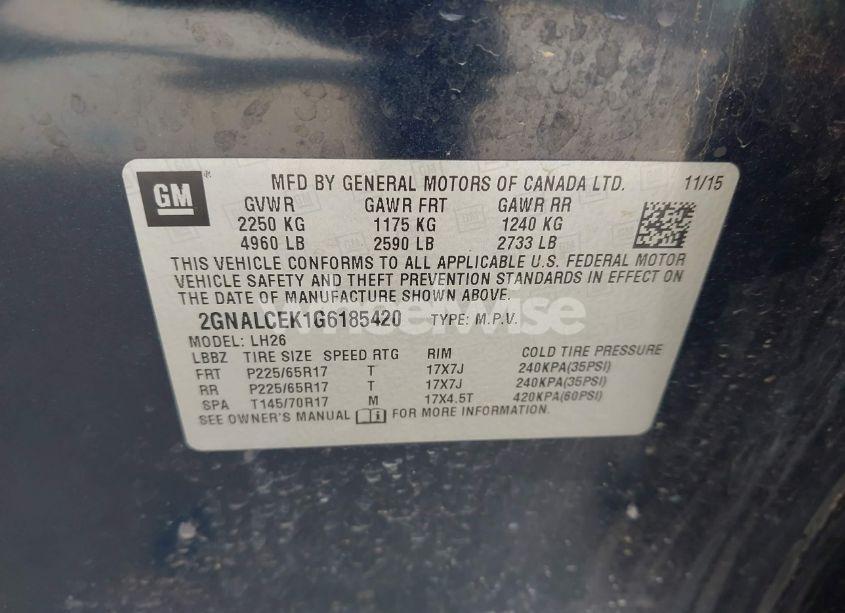 GM
MFD BY GENERAL MOTORS OF CANADA LTD. 11/15
GVWR GAWR FRT GAWR RR
2250 KG 1175 KG 1240 KG
4960 LB 2590 LB 2733 LB
THIS VEHICLE CONFORMS TO ALL APPLICABLE U.S. FEDERAL MOTOR
VEHICLE SAFETY AND THEFT PREVENTION STANDARDS IN EFFECT ON
THE DATE OF MANUFACTURE SHOWN ABOVE.
2GNALCEK1G6185420 TYPE: M.P.V.
MODEL: LH26
LBBZ TIRE SIZE SPEED RTG RIM COLD TIRE PRESSURE
FRT P225/65R17 T 17X7J 240KPA(35PSI)
RR P225/65R17 T 17X7J 240KPA(35PSI)
SPA T145/70R17 M 17X4.5T 420KPA(60PSI)
SEE OWNER'S MANUAL FOR MORE INFORMATION.